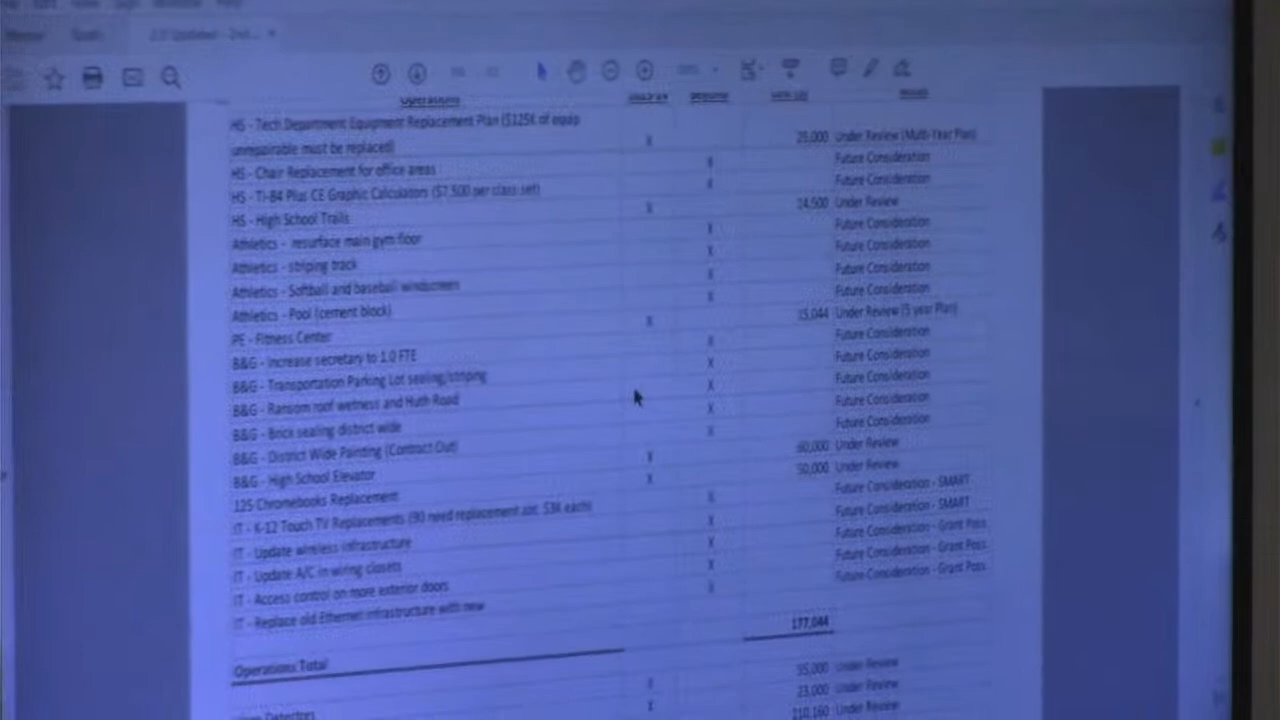 Operations
HS - Tech Department Equipment Replacement Plan ($125K of equip
unrepairable must be replaced) X 25,000 Under Review (Multi-Year Plan)
HS - Chair Replacement for office areas X Future Consideration
HS - TI-84 Plus CE Graphic Calculators ($7,500 per class set) X Future Consideration
HS - High School Trails X Under Review
Athletics - resurface main gym floor X Future Consideration
Athletics - striping track X Future Consideration
Athletics - Softball and baseball windscreens X Future Consideration
Athletics - Pool (cement block) X Future Consideration
PE - Fitness Center X 15,044 Under Review (5 year Plan)
B&G - Increase secretary to 1.0 FTE X Future Consideration
B&G - Transportation Parking Lot sealing/striping X Future Consideration
B&G - Ransom roof wetness and Huth Road X Future Consideration
B&G - Brick sealing district wide X Future Consideration
B&G - District Wide Painting (Contract Out) X Future Consideration
B&G - High School Elevator X 60,000 Under Review
125 Chromebooks Replacement X 50,000 Under Review
IT - K-12 Touch TV Replacements (90 need replacement apr. $3K each) X Future Consideration - SMART
IT - Update wireless infrastructure X Future Consideration - SMART
IT - Update A/C in wiring closets X Future Consideration - Grant Poss.
IT - Access control on more exterior doors X Future Consideration - Grant Poss.
IT - Replace old Ethernet infrastructure with new X Future Consideration - Grant Poss.
Operations Total 177,044
Under Review
X 23,000 Under Review
Detectors X 210,160 Under Review